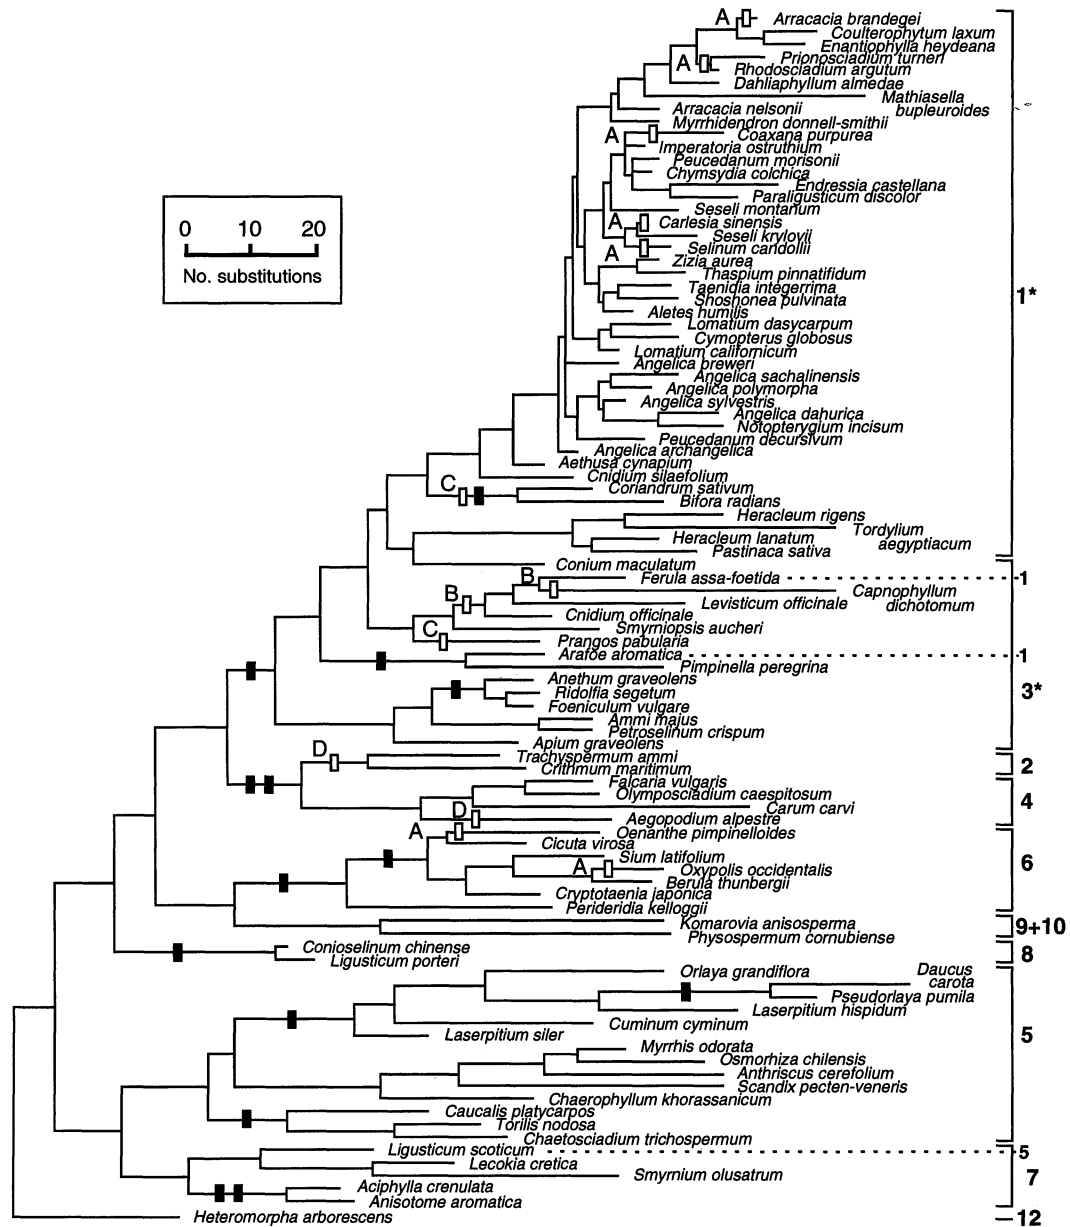 A
Arracacia brandegei
Coulterophytum laxum
Enantiophylla heydeana
Prionosciadium turneri
A
Rhodosciadium argutum
Dahliaphyllum almedae
Mathiasella
bupleuroides
Arracacia nelsonii
Myrrhidendron donnell-smithii
A
Coaxana purpurea
Imperatoria ostruthium
Peucedanum morisonii
Chymsydia colchica
Endressia castellana
Paraligusticum discolor
Seseli montanum
A
Carlesia sinensis
Seseli krylovii
A
Selinum candollii
Zizia aurea
Thaspium pinnatifidum
Taenidia integerrima
1*
Shoshonea pulvinata
Aletes humilis
Lomatium dasycarpum
Cymopterus globosus
Lomatium californicum
Angelica breweri
Angelica sachalinensis
Angelica polymorpha
Angelica sylvestris
Angelica dahurica
Notopterygium incisum
Peucedanum decursivum
Angelica archangelica
Aethusa cynapium
Cnidium silaefolium
C
Coriandrum sativum
Bifora radians
Heracleum rigens
Tordylium
aegyptiacum
Heracleum lanatum
Pastinaca sativa
Conium maculatum
B
Ferula assa-foetida
1
Capnophyllum
dichotomum
B
Levisticum officinale
Cnidium officinale
Smyrniopsis aucheri
C
Prangos pabularia
Arafoe aromatica
1
Pimpinella peregrina
Anethum graveolens
3*
Ridolfia segetum
Foeniculum vulgare
Ammi majus
Petroselinum crispum
Apium graveolens
D
Trachyspermum ammi
2
Crithmum maritimum
Falcaria vulgaris
Olymposciadium caespitosum
4
Carum carvi
D
Aegopodium alpestre
A
Oenanthe pimpinelloides
Cicuta virosa
Sium latifolium
6
A
Oxypolis occidentalis
Berula thunbergii
Cryptotaenia japonica
Perideridia kelloggii
Komarovia anisosperma
9+10
Physospermum cornubiense
Conioselinum chinense
8
Ligusticum porteri
Orlaya grandiflora
Daucus
carota
Pseudorlaya pumila
Laserpitium hispidum
Cuminum cyminum
5
Laserpitium siler
Myrrhis odorata
Osmorhiza chilensis
Anthriscus cerefolium
Scandix pecten-veneris
Chaerophyllum khorassanicum
Caucalis platycarpos
Torilis nodosa
Chaetosciadium trichospermum
Ligusticum scoticum
5
Lecokia cretica
Smyrnium olusatrum
7
Aciphylla crenulata
Anisotome aromatica
Heteromorpha arborescens
12
0 10 20
No. substitutions